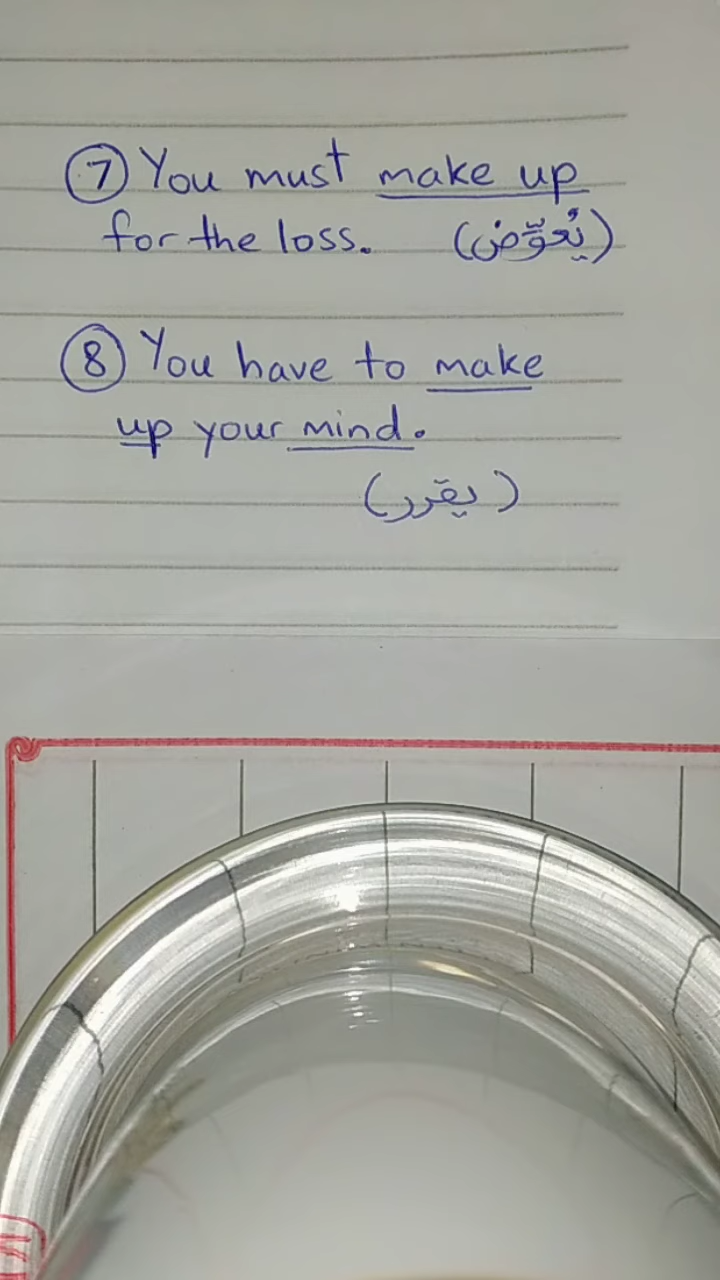 ⑦ You must make up
for the loss. (يُعوِّض)
⑧ You have to make
up your mind.
(يقرر)